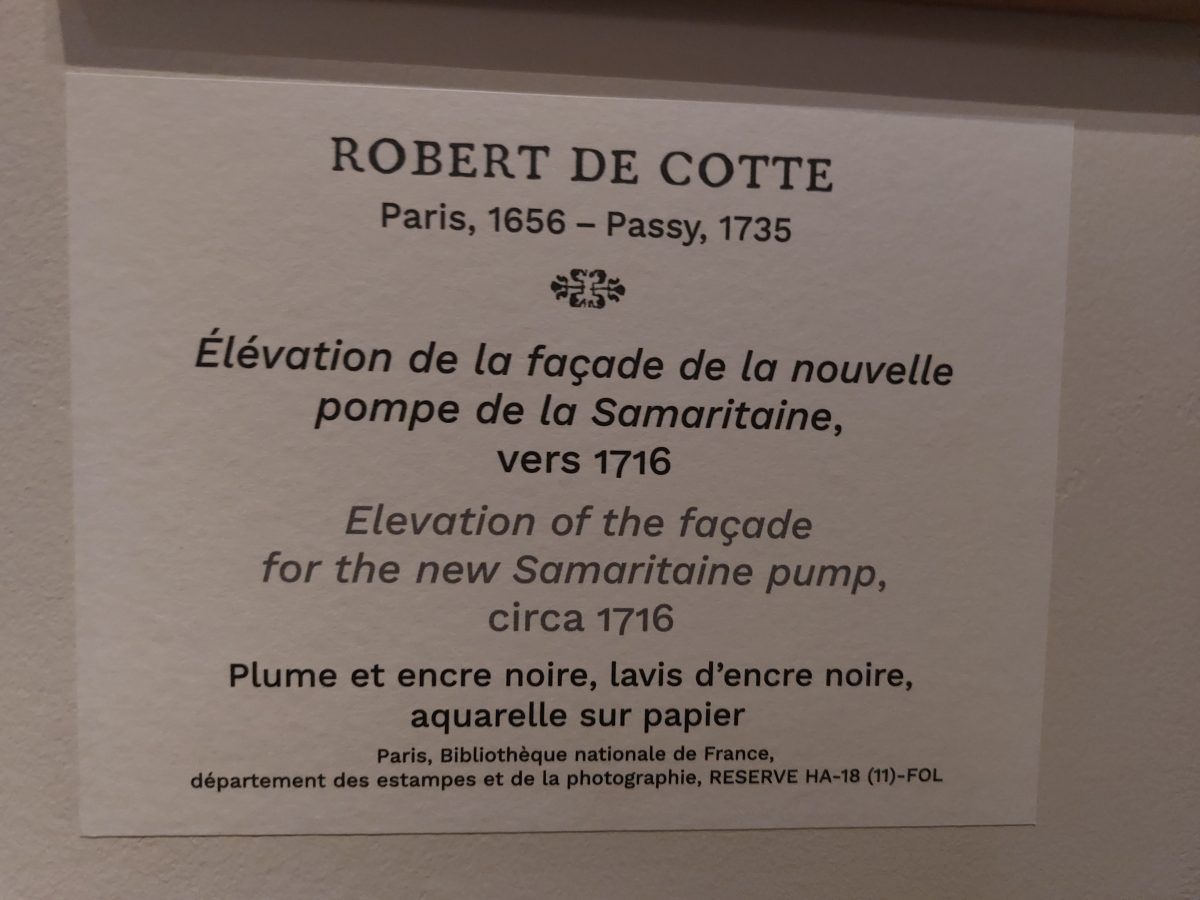 ROBERT DE COTTE
Paris, 1656 – Passy, 1735
Élévation de la façade de la nouvelle
pompe de la Samaritaine,
vers 1716
Elevation of the façade
for the new Samaritaine pump,
circa 1716
Plume et encre noire, lavis d’encre noire,
aquarelle sur papier
Paris, Bibliothèque nationale de France,
département des estampes et de la photographie, RESERVE HA-18 (11)-FOL